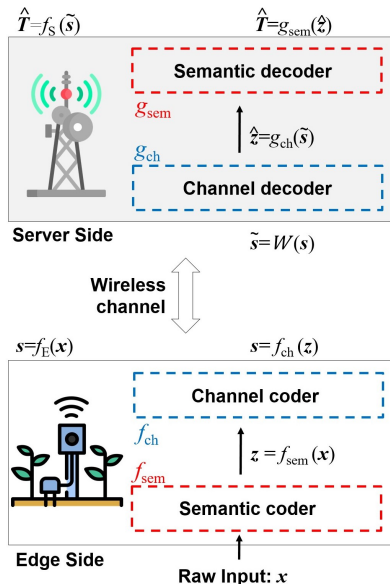 T̂=f_S(s̃)
T̂=g_sem(ẑ)
Semantic decoder
g_sem
ẑ=g_ch(s̃)
g_ch
Channel decoder
Server Side
s̃=W(s)
Wireless
channel
s=f_E(x)
s=f_ch(z)
Channel coder
f_ch
z = f_sem(x)
f_sem
Semantic coder
Edge Side
Raw Input: x